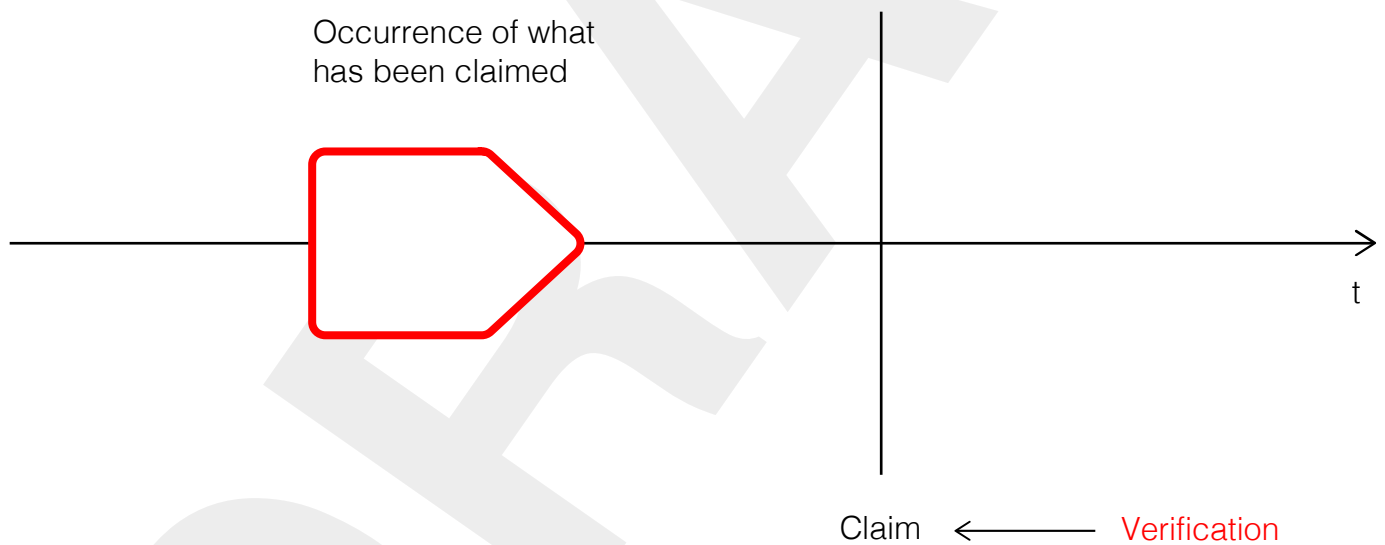 Occurrence of what
has been claimed
t
Claim
Verification